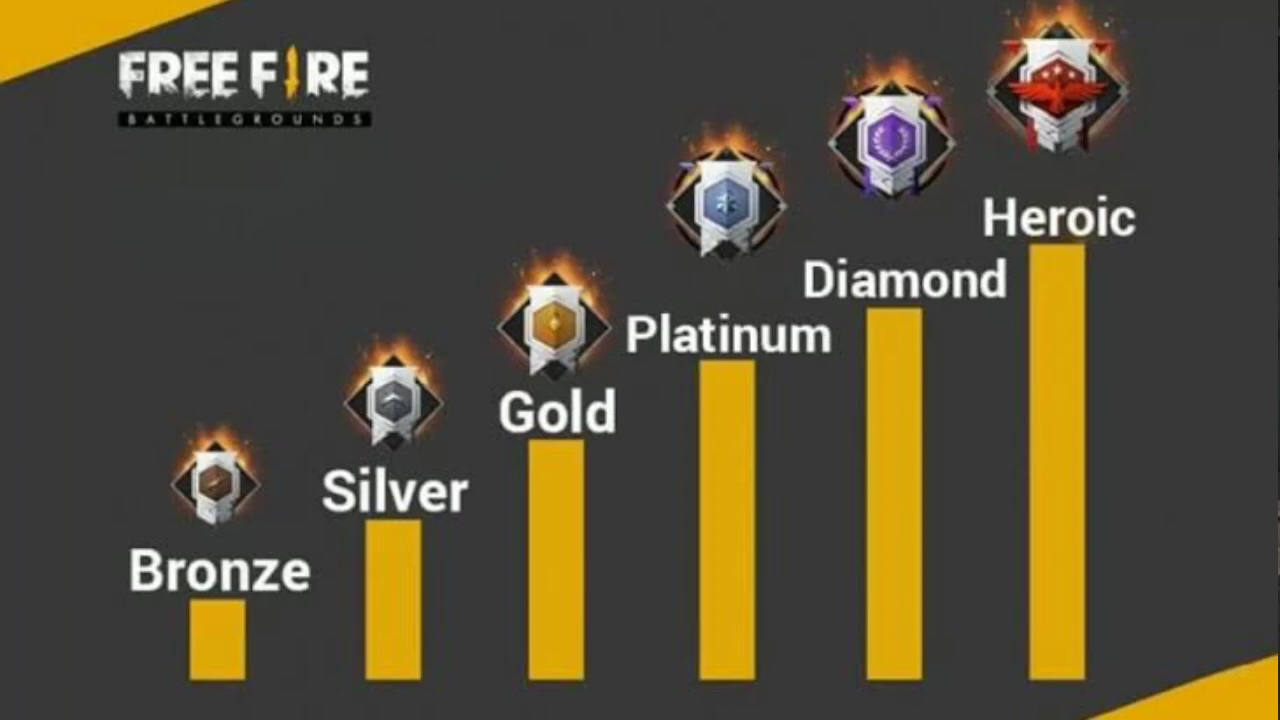 FREE FIRE
BATTLEGROUNDS
Bronze
Silver
Gold
Platinum
Diamond
Heroic